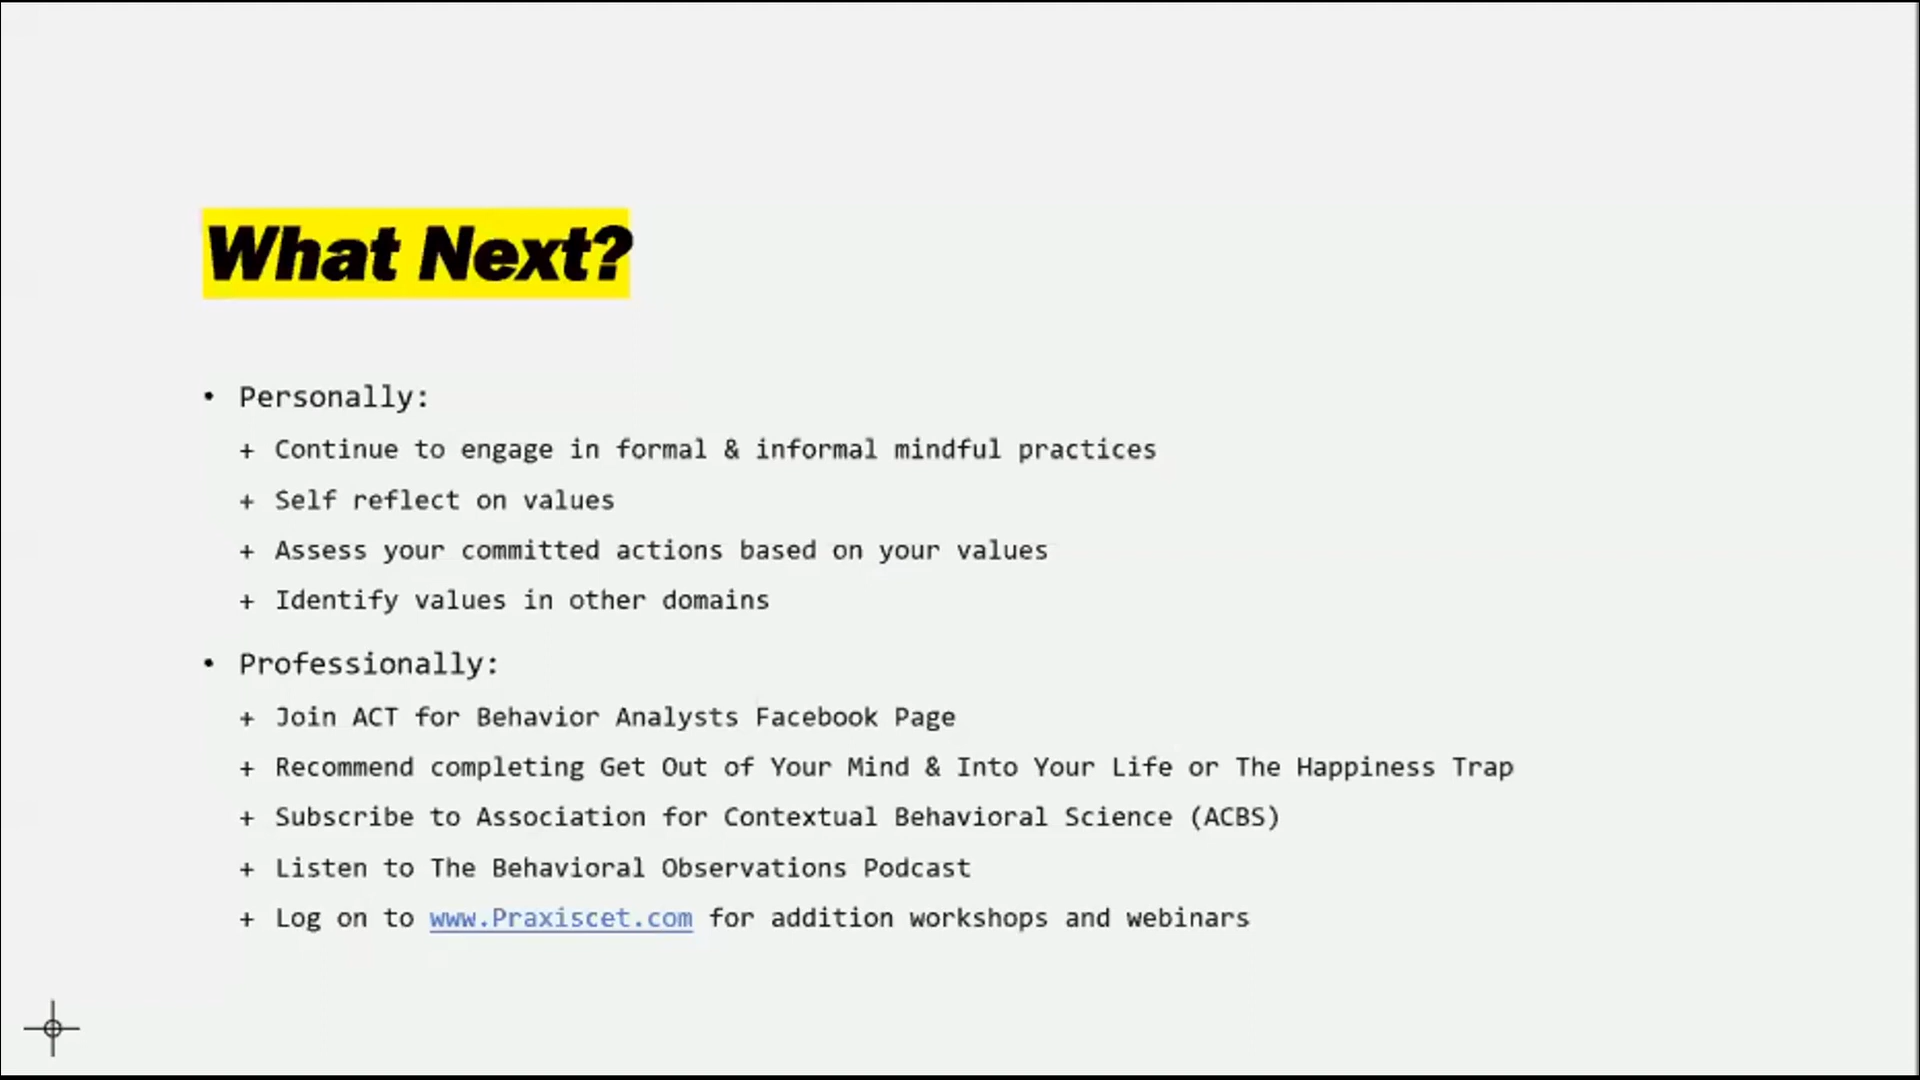 What Next?
• Personally:
+ Continue to engage in formal & informal mindful practices
+ Self reflect on values
+ Assess your committed actions based on your values
+ Identify values in other domains
• Professionally:
+ Join ACT for Behavior Analysts Facebook Page
+ Recommend completing Get Out of Your Mind & Into Your Life or The Happiness Trap
+ Subscribe to Association for Contextual Behavioral Science (ACBS)
+ Listen to The Behavioral Observations Podcast
+ Log on to www.Praxiscet.com for addition workshops and webinars